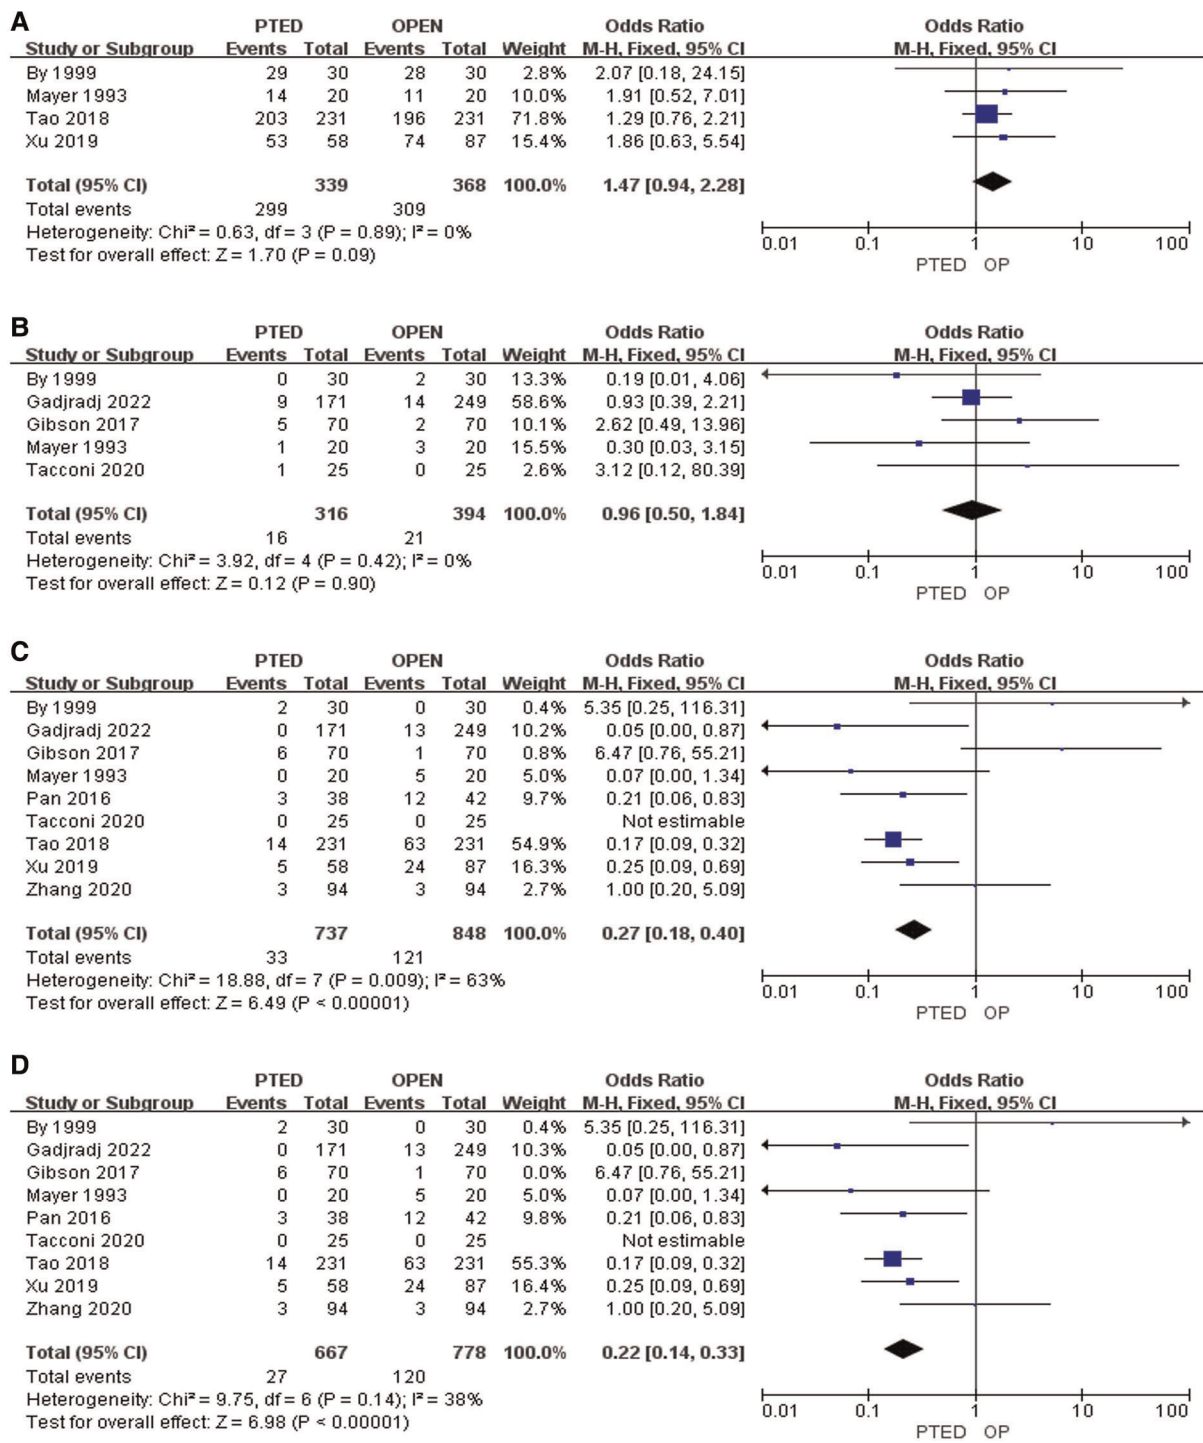 A
PTED OPEN Odds Ratio Odds Ratio
Study or Subgroup Events Total Events Total Weight M-H, Fixed, 95% CI M-H, Fixed, 95% CI
By 1999 29 30 28 30 2.8% 2.07 [0.18, 24.15]
Mayer 1993 14 20 11 20 10.0% 1.91 [0.52, 7.01]
Tao 2018 203 231 196 231 71.8% 1.29 [0.76, 2.21]
Xu 2019 53 58 74 87 15.4% 1.86 [0.63, 5.54]
Total (95% CI) 339 368 100.0% 1.47 [0.94, 2.28]
Total events 299 309
Heterogeneity: Chi² = 0.63, df = 3 (P = 0.89); I² = 0%
Test for overall effect: Z = 1.70 (P = 0.09)
0.01 0.1 1 10 100
PTED OP
B
PTED OPEN Odds Ratio Odds Ratio
Study or Subgroup Events Total Events Total Weight M-H, Fixed, 95% CI M-H, Fixed, 95% CI
By 1999 0 30 2 30 13.3% 0.19 [0.01, 4.06]
Gadjradj 2022 9 171 14 249 58.6% 0.93 [0.39, 2.21]
Gibson 2017 5 70 2 70 10.1% 2.62 [0.49, 13.96]
Mayer 1993 1 20 3 20 15.5% 0.30 [0.03, 3.15]
Tacconi 2020 1 25 0 25 2.6% 3.12 [0.12, 80.39]
Total (95% CI) 316 394 100.0% 0.96 [0.50, 1.84]
Total events 16 21
Heterogeneity: Chi² = 3.92, df = 4 (P = 0.42); I² = 0%
Test for overall effect: Z = 0.12 (P = 0.90)
0.01 0.1 1 10 100
PTED OP
C
PTED OPEN Odds Ratio Odds Ratio
Study or Subgroup Events Total Events Total Weight M-H, Fixed, 95% CI M-H, Fixed, 95% CI
By 1999 2 30 0 30 0.4% 5.35 [0.25, 116.31]
Gadjradj 2022 0 171 13 249 10.2% 0.05 [0.00, 0.87]
Gibson 2017 6 70 1 70 0.8% 6.47 [0.76, 55.21]
Mayer 1993 0 20 5 20 5.0% 0.07 [0.00, 1.34]
Pan 2016 3 38 12 42 9.7% 0.21 [0.06, 0.83]
Tacconi 2020 0 25 0 25 Not estimable
Tao 2018 14 231 63 231 54.9% 0.17 [0.09, 0.32]
Xu 2019 5 58 24 87 16.3% 0.25 [0.09, 0.69]
Zhang 2020 3 94 3 94 2.7% 1.00 [0.20, 5.09]
Total (95% CI) 737 848 100.0% 0.27 [0.18, 0.40]
Total events 33 121
Heterogeneity: Chi² = 18.88, df = 7 (P = 0.009); I² = 63%
Test for overall effect: Z = 6.49 (P < 0.00001)
0.01 0.1 1 10 100
PTED OP
D
PTED OPEN Odds Ratio Odds Ratio
Study or Subgroup Events Total Events Total Weight M-H, Fixed, 95% CI M-H, Fixed, 95% CI
By 1999 2 30 0 30 0.4% 5.35 [0.25, 116.31]
Gadjradj 2022 0 171 13 249 10.3% 0.05 [0.00, 0.87]
Gibson 2017 6 70 1 70 0.0% 6.47 [0.76, 55.21]
Mayer 1993 0 20 5 20 5.0% 0.07 [0.00, 1.34]
Pan 2016 3 38 12 42 9.8% 0.21 [0.06, 0.83]
Tacconi 2020 0 25 0 25 Not estimable
Tao 2018 14 231 63 231 55.3% 0.17 [0.09, 0.32]
Xu 2019 5 58 24 87 16.4% 0.25 [0.09, 0.69]
Zhang 2020 3 94 3 94 2.7% 1.00 [0.20, 5.09]
Total (95% CI) 667 778 100.0% 0.22 [0.14, 0.33]
Total events 27 120
Heterogeneity: Chi² = 9.75, df = 6 (P = 0.14); I² = 38%
Test for overall effect: Z = 6.98 (P < 0.00001)
0.01 0.1 1 10 100
PTED OP